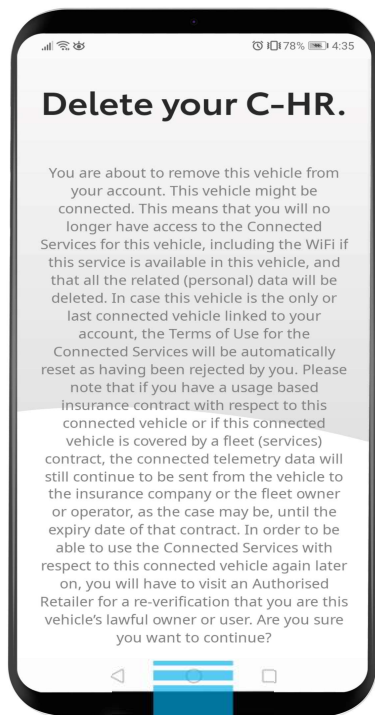 78% 4:35
Delete your C-HR.
You are about to remove this vehicle from
your account. This vehicle might be
connected. This means that you will no
longer have access to the Connected
Services for this vehicle, including the WiFi if
this service is available in this vehicle, and
that all the related (personal) data will be
deleted. In case this vehicle is the only or
last connected vehicle linked to your
account, the Terms of Use for the
Connected Services will be automatically
reset as having been rejected by you. Please
note that if you have a usage based
insurance contract with respect to this
connected vehicle or if this connected
vehicle is covered by a fleet (services)
contract, the connected telemetry data will
still continue to be sent from the vehicle to
the insurance company or the fleet owner
or operator, as the case may be, until the
expiry date of that contract. In order to be
able to use the Connected Services with
respect to this connected vehicle again later
on, you will have to visit an Authorised
Retailer for a re-verification that you are this
vehicle's lawful owner or user. Are you sure
you want to continue?